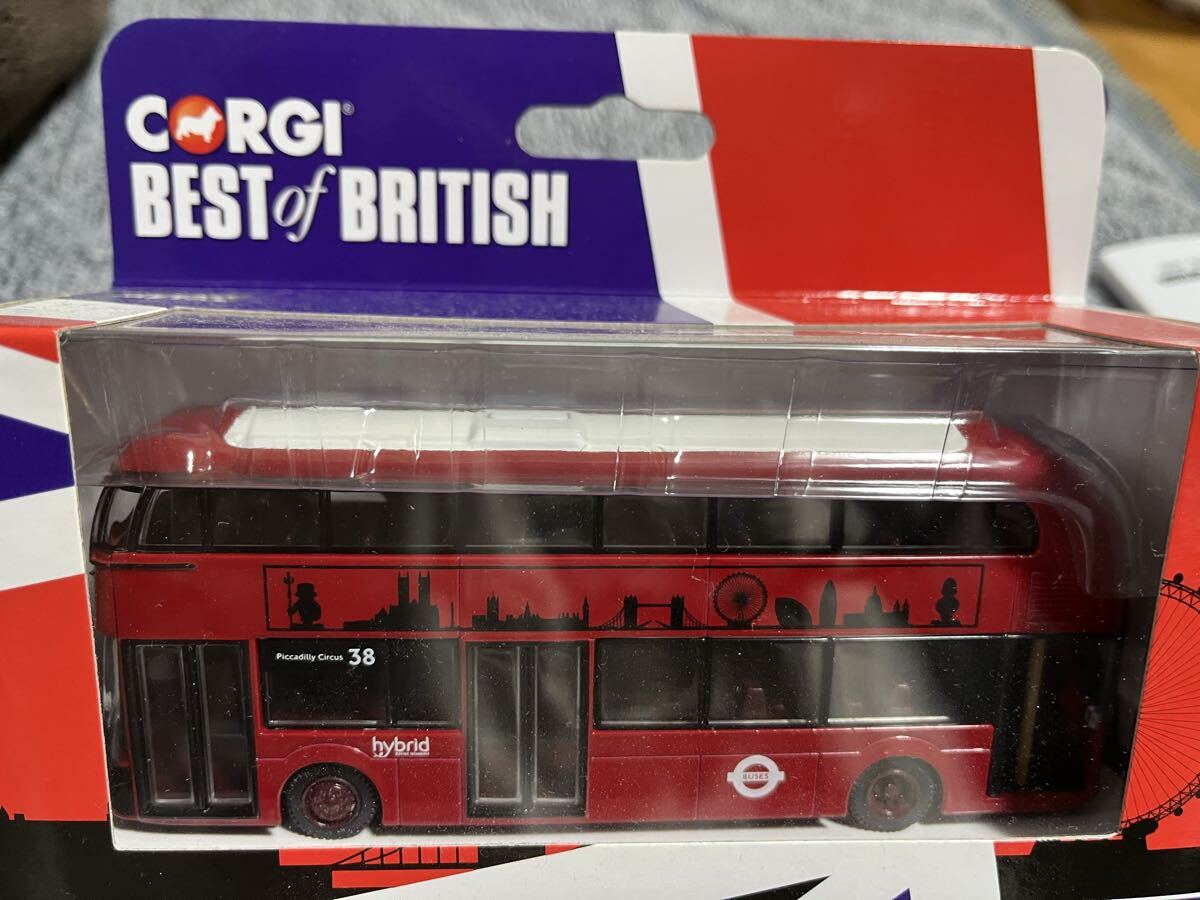 CORGI®
BEST of BRITISH
Piccadilly Circus 38
hybrid
BUSES